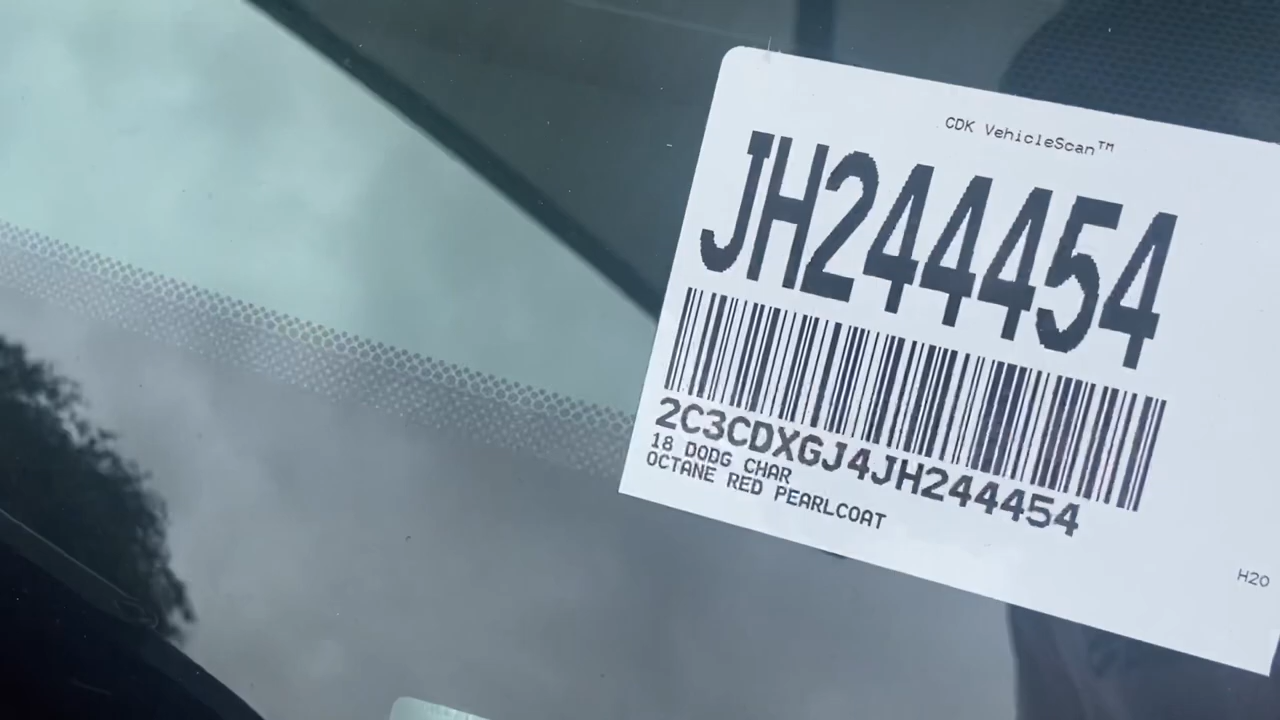 CDK VehicleScan™
JH244454
2C3CDXGJ4JH244454
18 DODG CHAR
OCTANE RED PEARLCOAT
H20